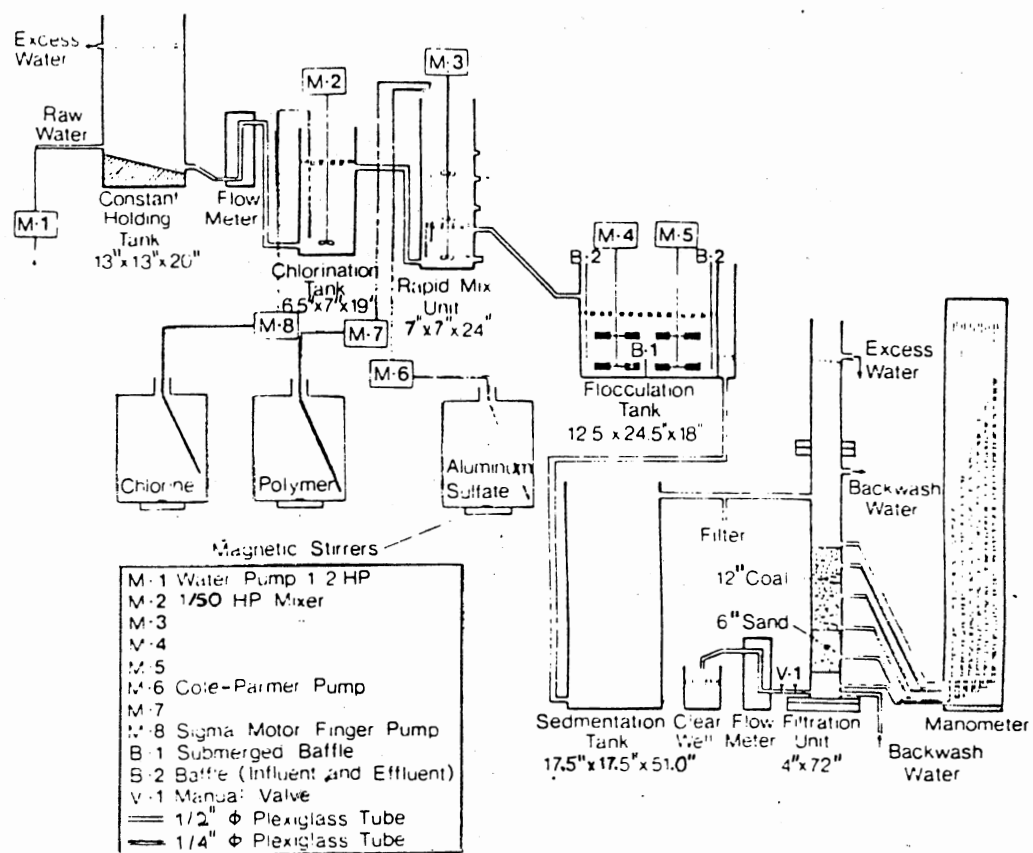 Excess
Water
Raw
Water
M-1
Constant
Holding
Tank
13"x13"x20"
Flow
Meter
M-2
Chlorination
Tank
6.5"x7"x19"
M-3
Rapid Mix
Unit
7"x7"x24"
M-8
M-7
M-6
Chlorine
Polymer
Aluminum
Sulfate
Magnetic Stirrers
M-4
M-5
B-2
B-2
B-1
Flocculation
Tank
12.5 x 24.5"x18"
Excess
Water
Backwash
Water
Filter
12" Coal
6" Sand
V-1
Sedmentation
Tank
17.5"x17.5"x51.0"
Clear
Well
Flow
Meter
Filtration
Unit
4"x72"
Backwash
Water
Manometer
M-1 Water Pump 1 2 HP
M-2 1/50 HP Mixer
M-3
M-4
M-5
M-6 Cole-Parmer Pump
M-7
M-8 Sigma Motor Finger Pump
B-1 Submerged Baffle
B-2 Baffle (Influent and Effluent)
V-1 Manual Valve
1/2" Φ Plexiglass Tube
1/4" Φ Plexiglass Tube